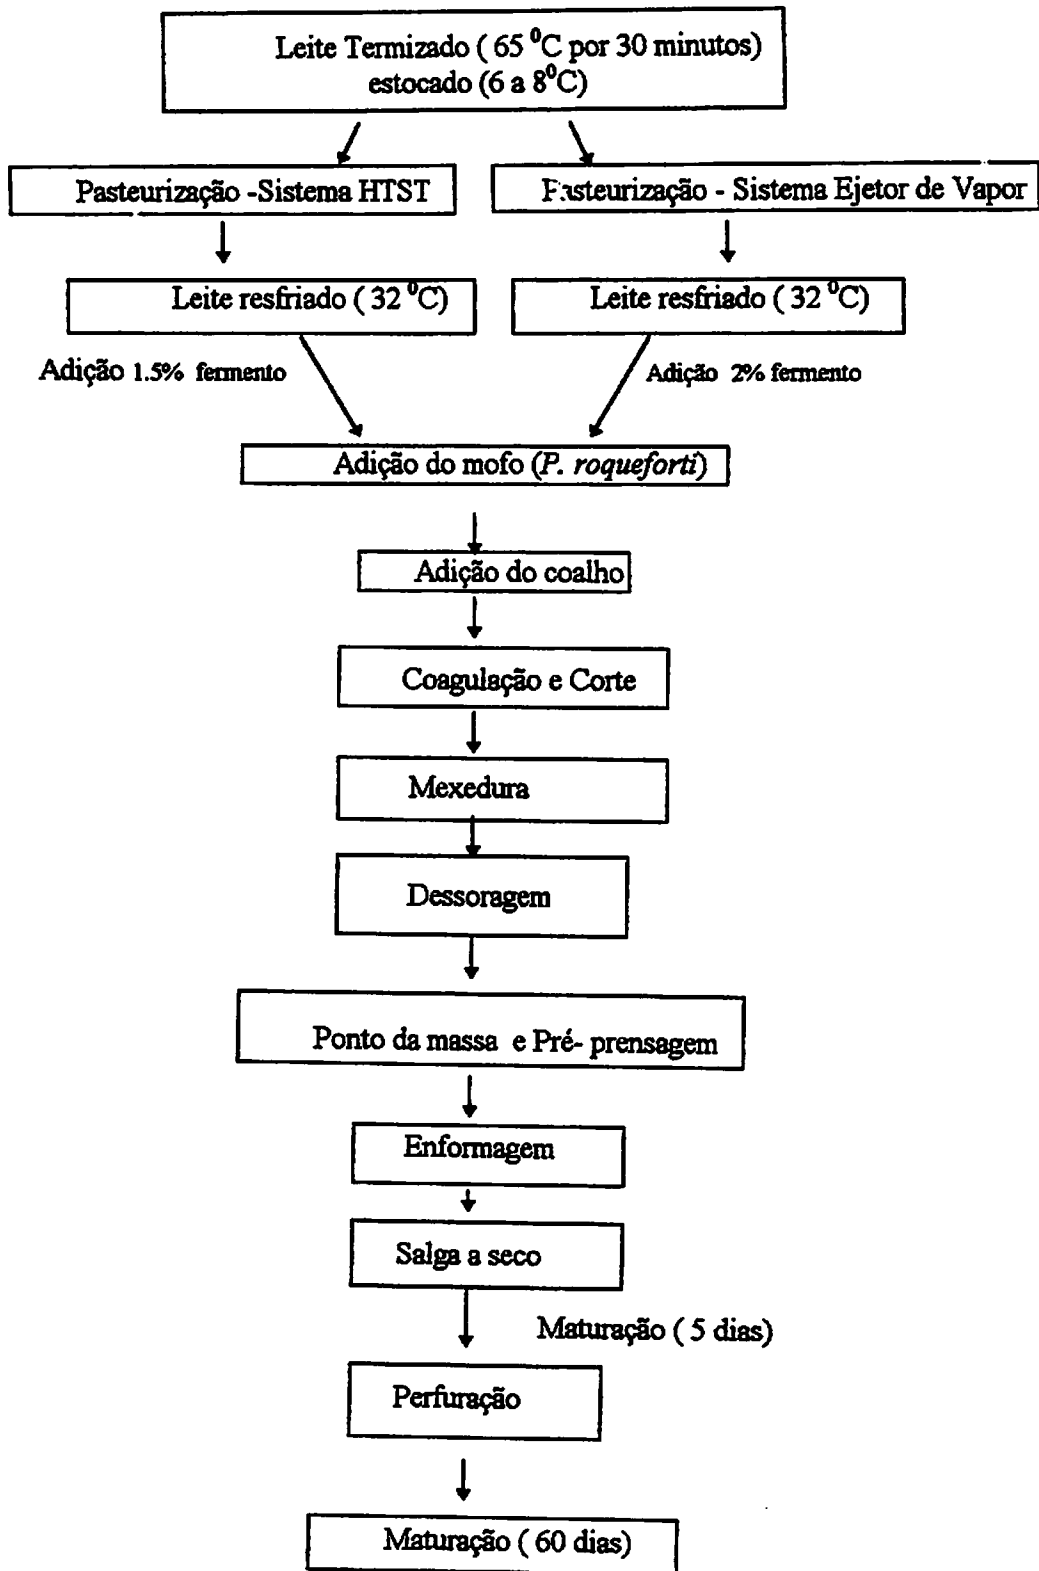 Leite Termizado ( 65 ⁰C por 30 minutos)
estocado (6 a 8⁰C)
Pasteurização -Sistema HTST
Pasteurização - Sistema Ejetor de Vapor
Leite resfriado ( 32 ⁰C)
Leite resfriado ( 32 ⁰C)
Adição 1.5% fermento
Adição 2% fermento
Adição do mofo (P. roqueforti)
Adição do coalho
Coagulação e Corte
Mexedura
Dessoragem
Ponto da massa e Pré- prensagem
Enformagem
Salga a seco
Maturação ( 5 dias)
Perfuração
Maturação ( 60 dias)